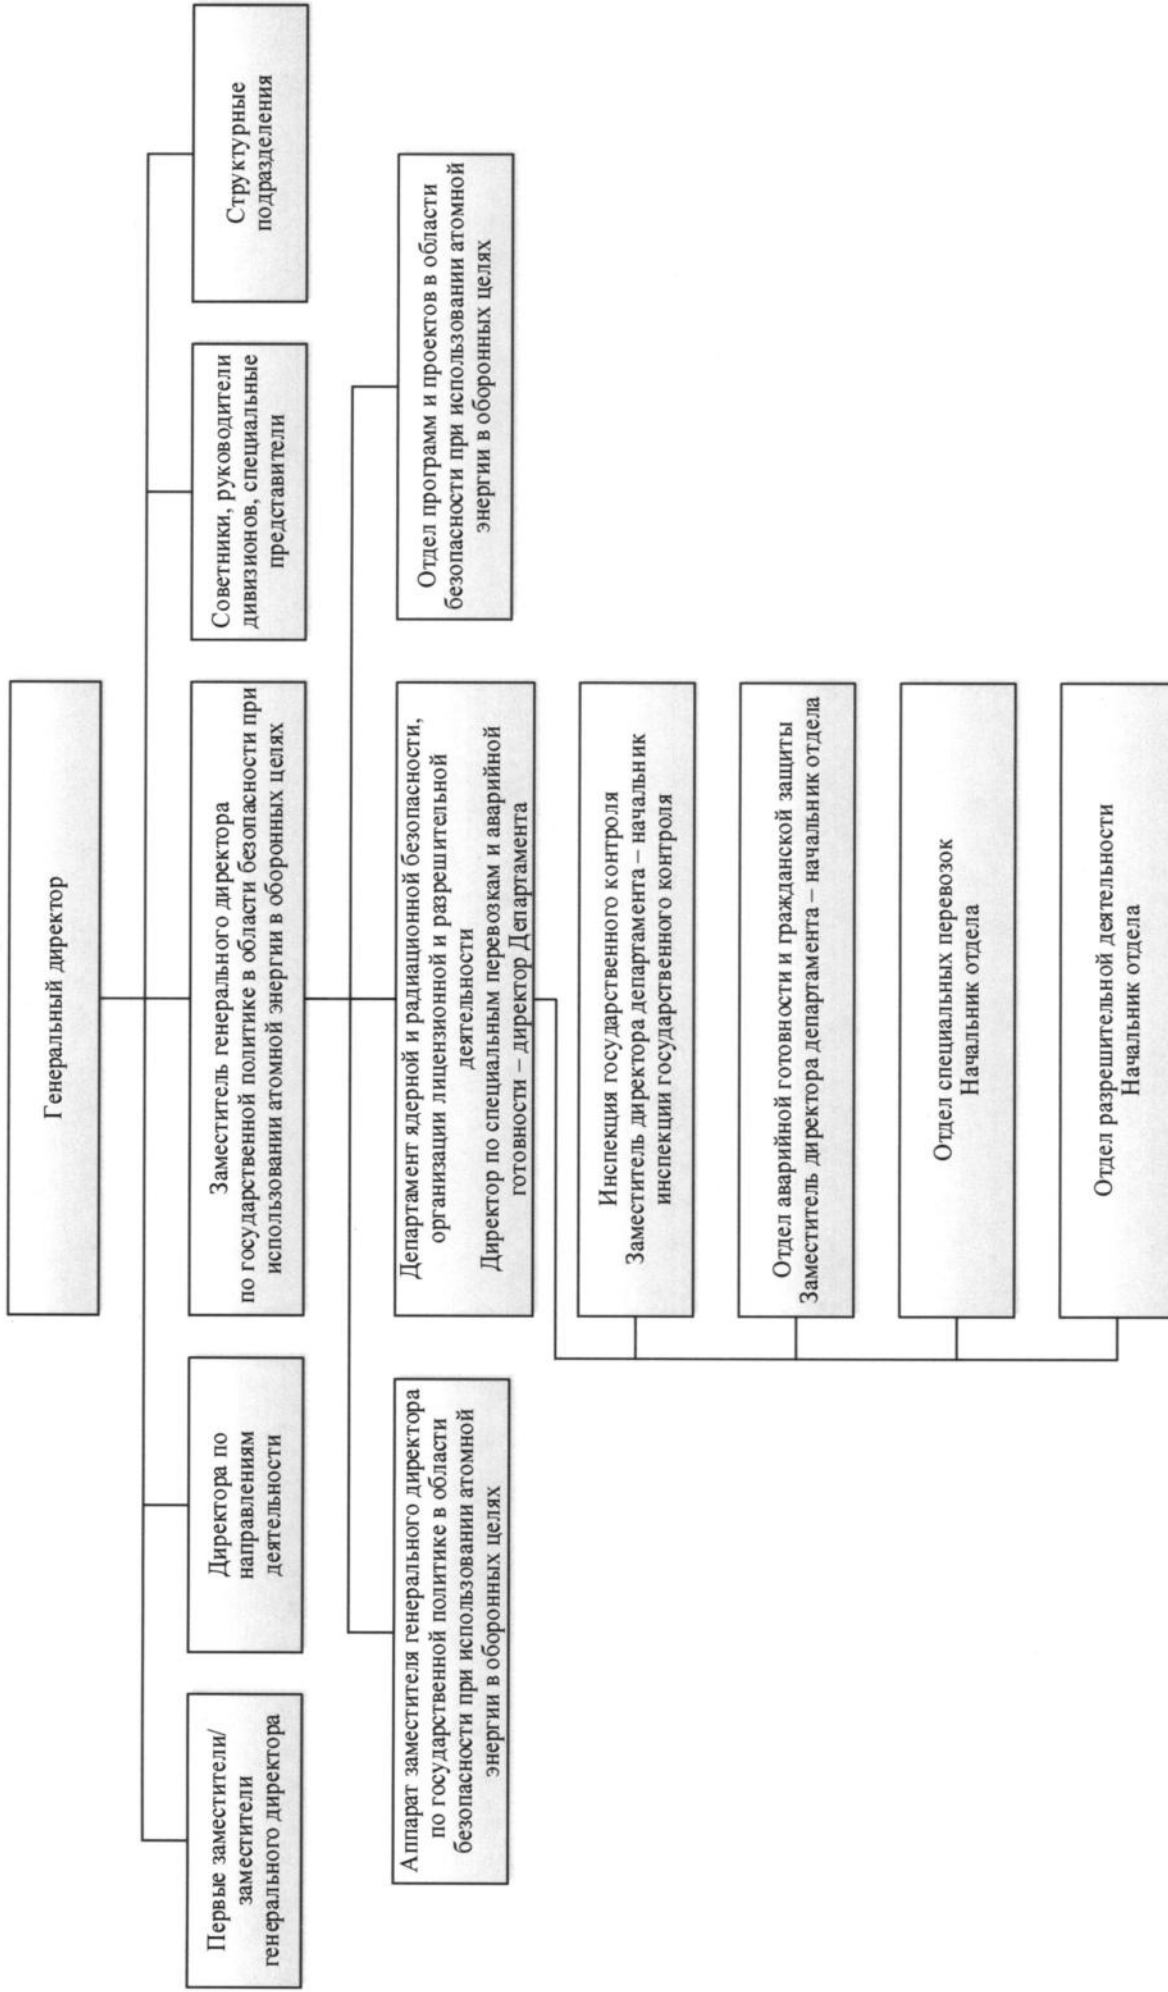 Генеральный директор
Первые заместители/
заместители
генерального директора
Директора по
направлениям
деятельности
Заместитель генерального директора
по государственной политике в области безопасности при
использовании атомной энергии в оборонных целях
Советники, руководители
дивизионов, специальные
представители
Структурные
подразделения
Аппарат заместителя генерального директора
по государственной политике в области
безопасности при использовании атомной
энергии в оборонных целях
Департамент ядерной и радиационной безопасности,
организации лицензионной и разрешительной
деятельности
Директор по специальным перевозкам и аварийной
готовности – директор Департамента
Отдел программ и проектов в области
безопасности при использовании атомной
энергии в оборонных целях
Инспекция государственного контроля
Заместитель директора департамента – начальник
инспекции государственного контроля
Отдел аварийной готовности и гражданской защиты
Заместитель директора департамента – начальник отдела
Отдел специальных перевозок
Начальник отдела
Отдел разрешительной деятельности
Начальник отдела